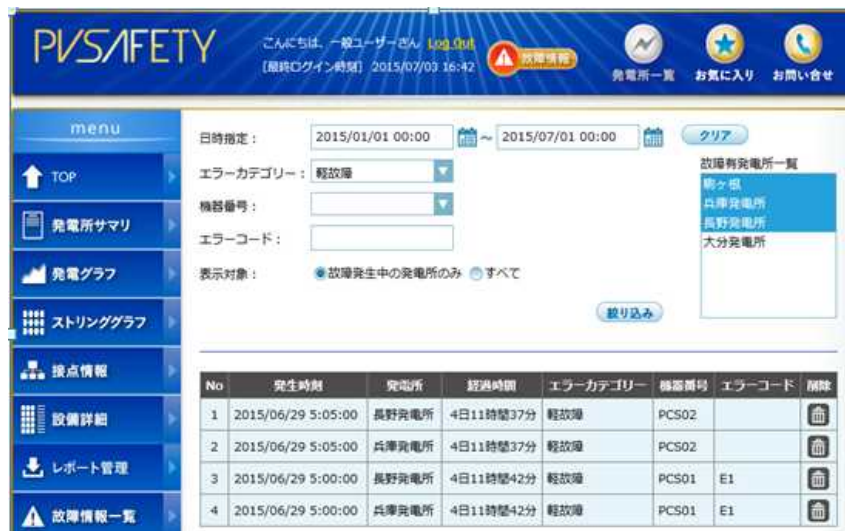 PVSAFETY
こんにちは、一般ユーザーさん Log Out
[最終ログイン時刻] 2015/07/03 16:42
故障情報
発電所一覧
お気に入り
お問い合せ
menu
TOP
発電所サマリ
発電グラフ
ストリンググラフ
接点情報
設備詳細
レポート管理
故障情報一覧
日時指定: 2015/01/01 00:00 ~ 2015/07/01 00:00 クリア
エラーカテゴリー: 軽故障
機器番号:
エラーコード:
表示対象: 故障発生中の発電所のみ すべて
絞り込み
故障有発電所一覧
駒ヶ根
兵庫発電所
長野発電所
大分発電所
No 発生時刻 発電所 経過時間 エラーカテゴリー 機器番号 エラーコード 削除
1 2015/06/29 5:05:00 長野発電所 4日11時間37分 軽故障 PCS02
2 2015/06/29 5:05:00 兵庫発電所 4日11時間37分 軽故障 PCS02
3 2015/06/29 5:00:00 長野発電所 4日11時間42分 軽故障 PCS01 E1
4 2015/06/29 5:00:00 兵庫発電所 4日11時間42分 軽故障 PCS01 E1